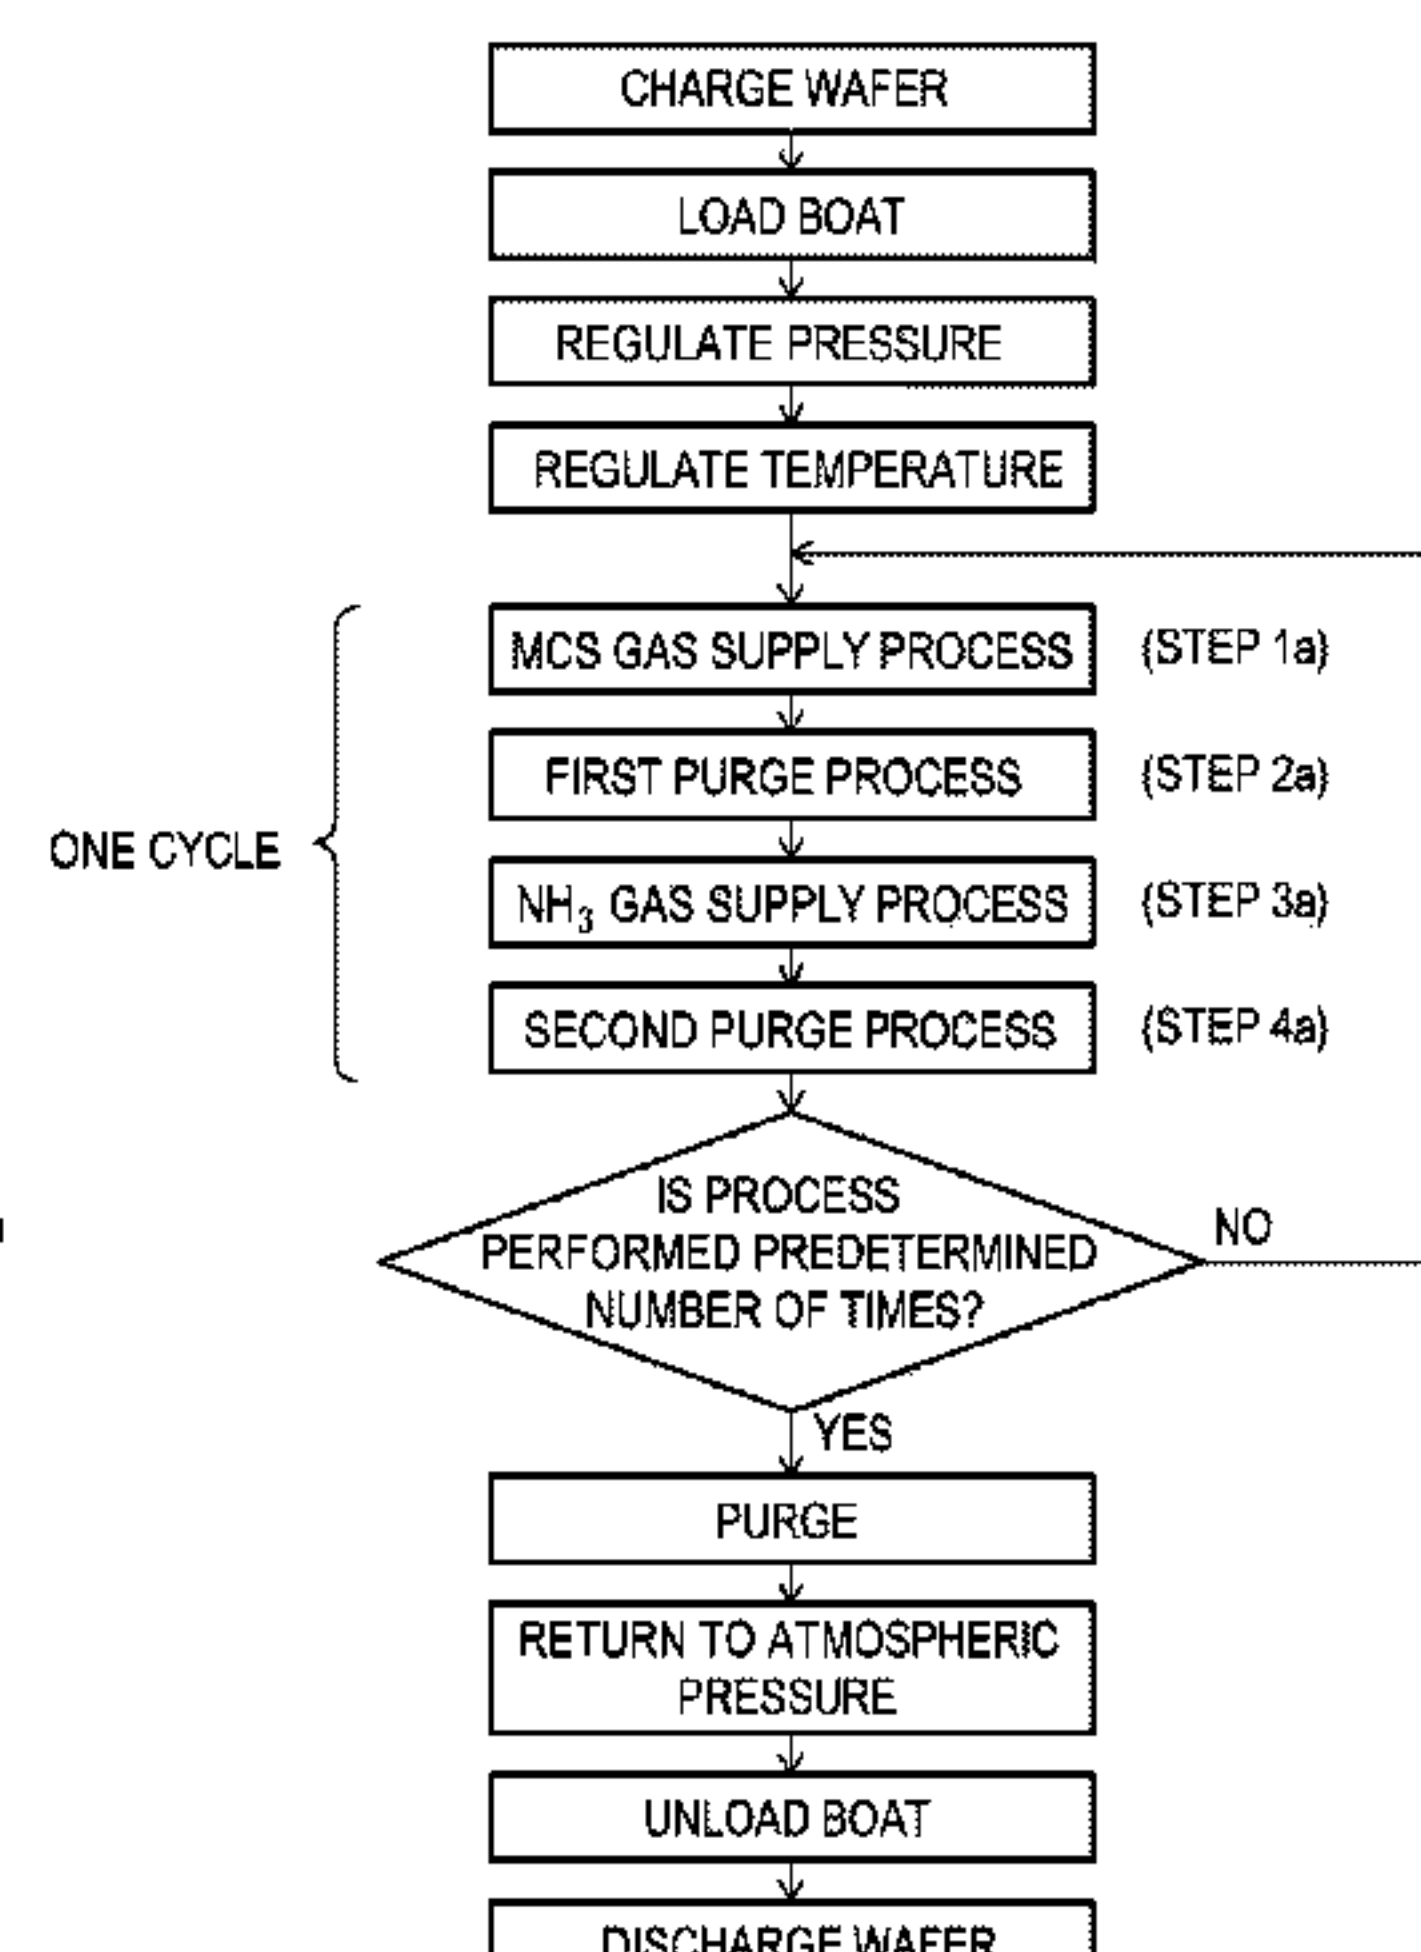 CHARGE WAFER
LOAD BOAT
REGULATE PRESSURE
REGULATE TEMPERATURE
MCS GAS SUPPLY PROCESS (STEP 1a)
FIRST PURGE PROCESS (STEP 2a)
ONE CYCLE
NH₃ GAS SUPPLY PROCESS (STEP 3a)
SECOND PURGE PROCESS (STEP 4a)
IS PROCESS
PERFORMED PREDETERMINED
NUMBER OF TIMES?
NO
YES
PURGE
RETURN TO ATMOSPHERIC
PRESSURE
UNLOAD BOAT
DISCHARGE WAFER